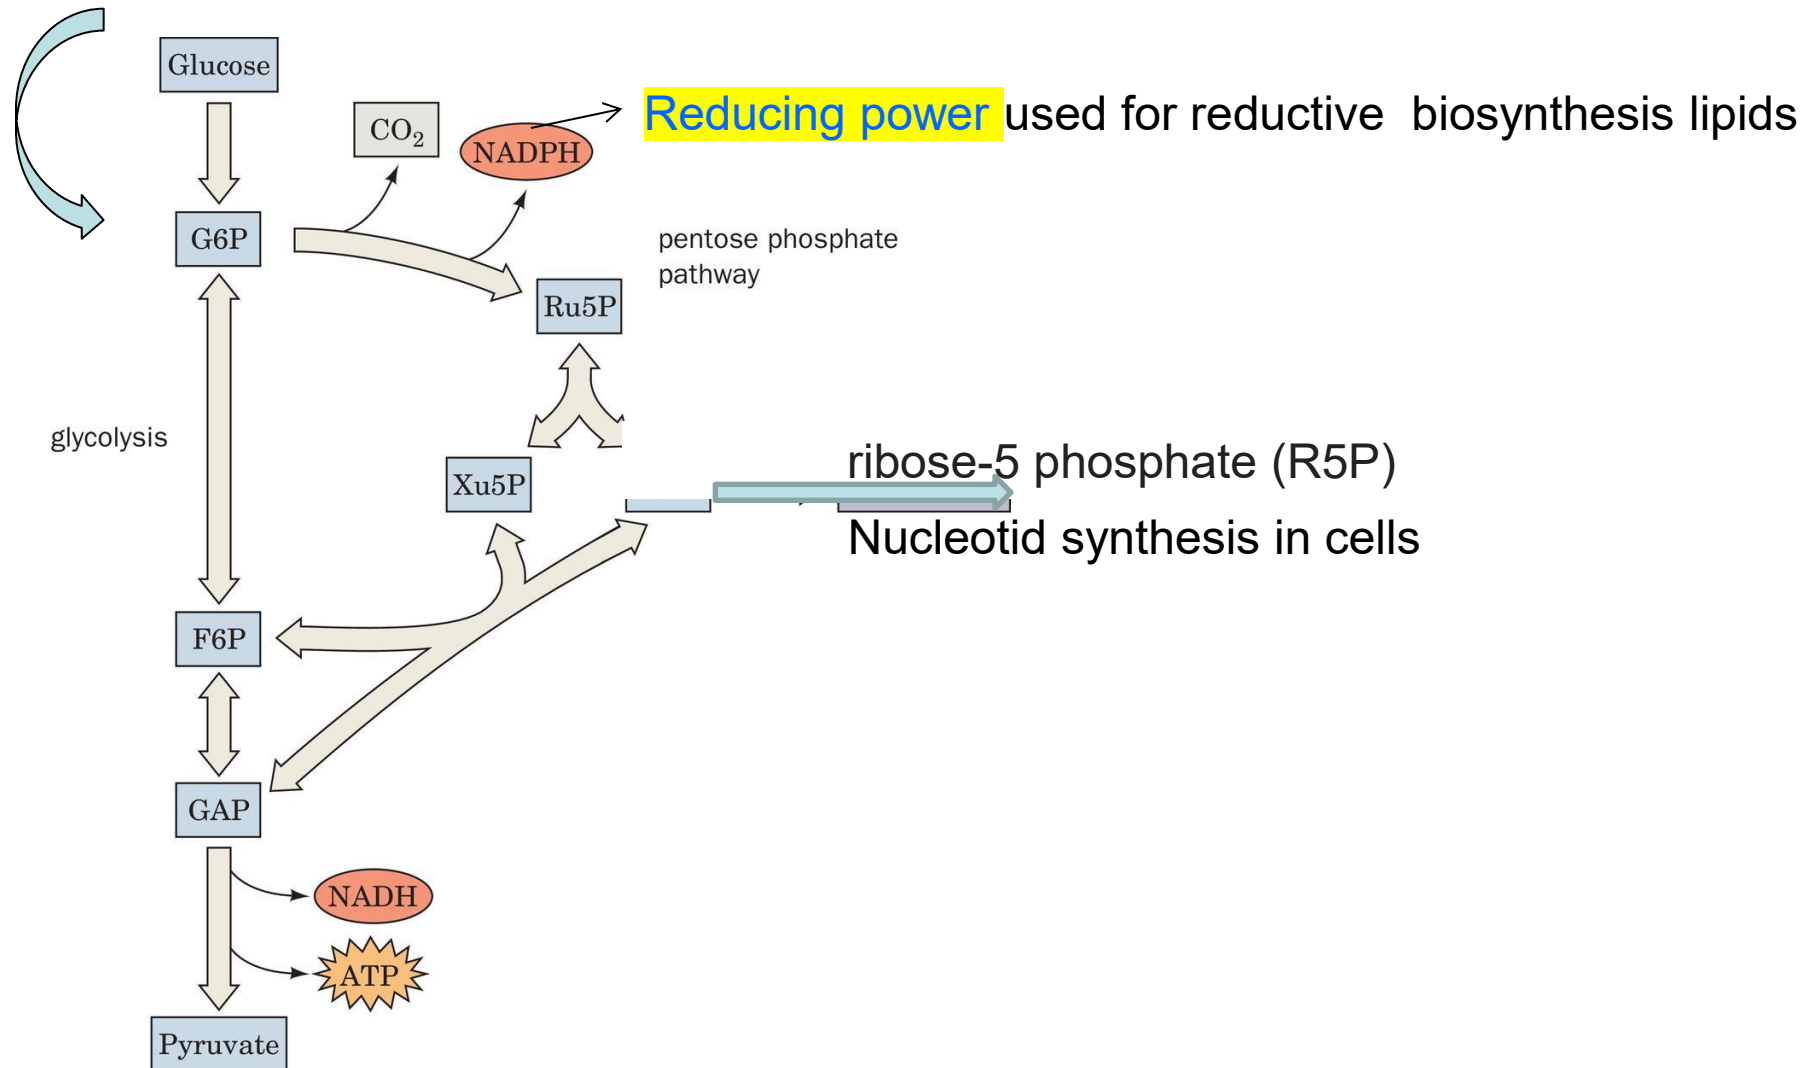 Glucose
CO₂
NADPH
Reducing power used for reductive  biosynthesis lipids
G6P
pentose phosphate
pathway
Ru5P
glycolysis
Xu5P
ribose-5 phosphate (R5P)
Nucleotid synthesis in cells
F6P
GAP
NADH
ATP
Pyruvate